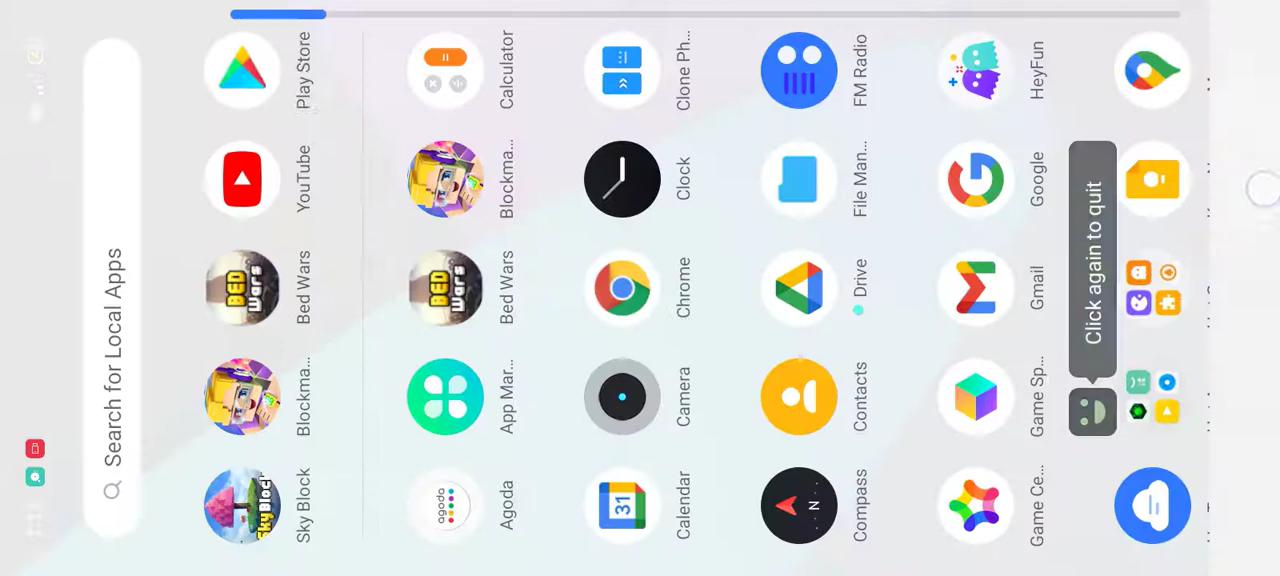 Search for Local Apps
Sky Block
Blockma...
Bed Wars
YouTube
Play Store
Agoda
App Mar...
Bed Wars
Blockma...
Calculator
Calendar
Camera
Chrome
Clock
Clone Ph...
Compass
Contacts
Drive
File Man...
FM Radio
Game Ce...
Game Sp...
Gmail
Google
HeyFun
Click again to quit